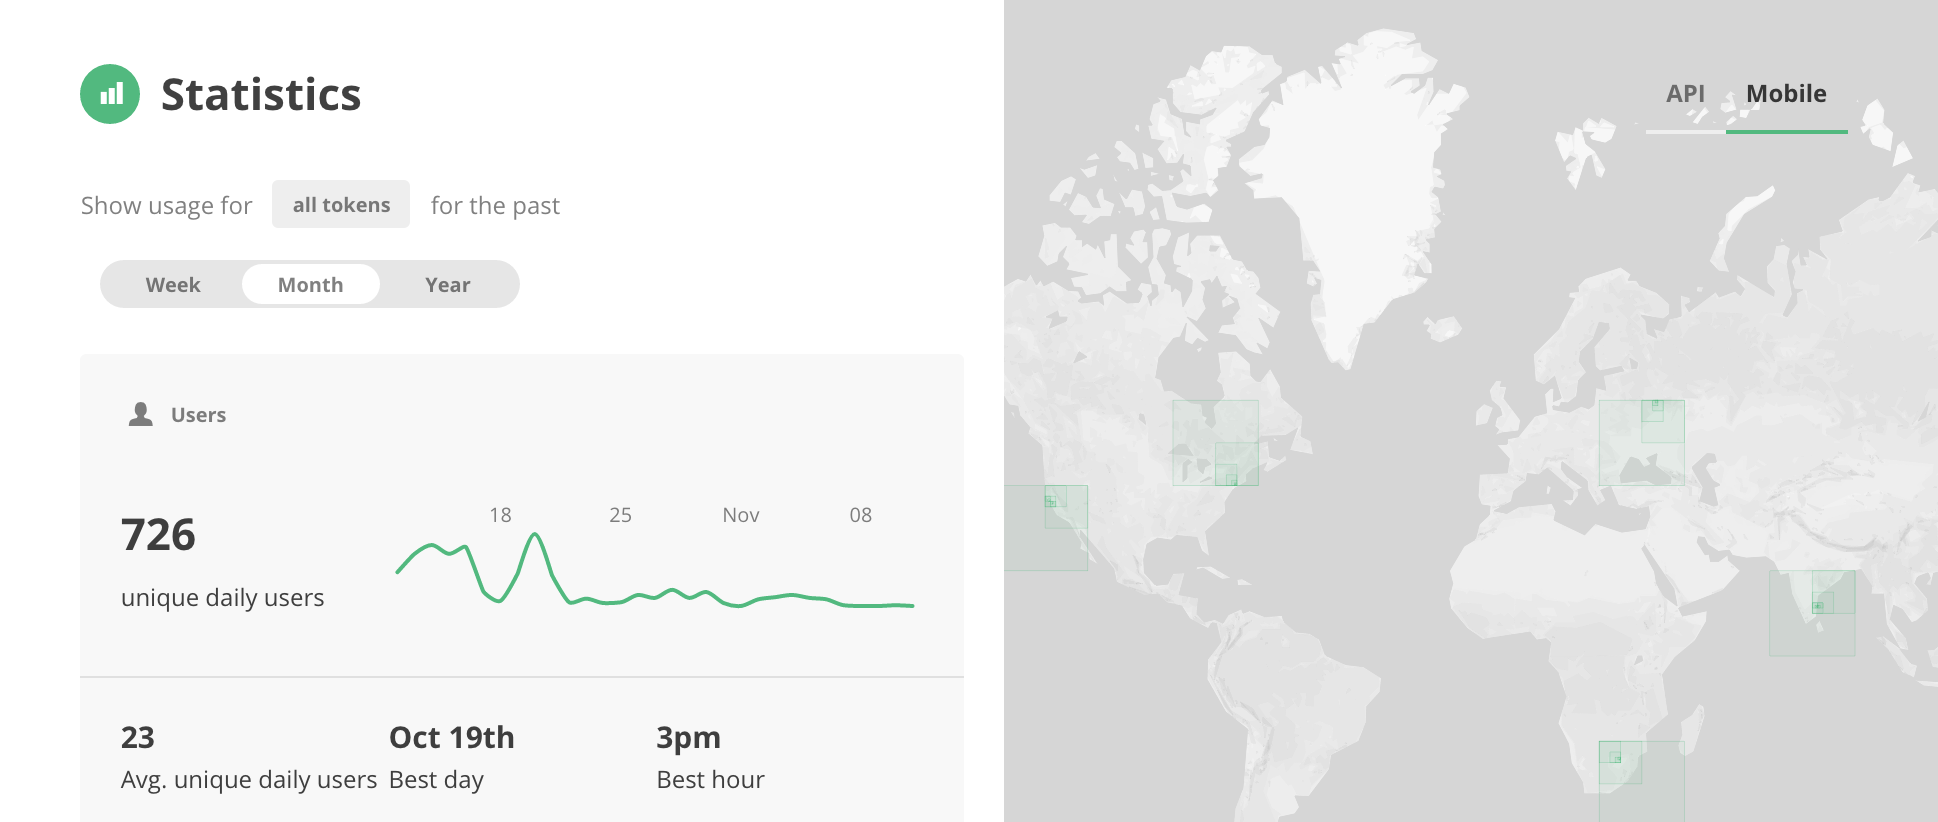 Statistics
API Mobile
Show usage for all tokens for the past
Week Month Year
Users
18 25 Nov 08
726
unique daily users
23 Oct 19th 3pm
Avg. unique daily users Best day Best hour